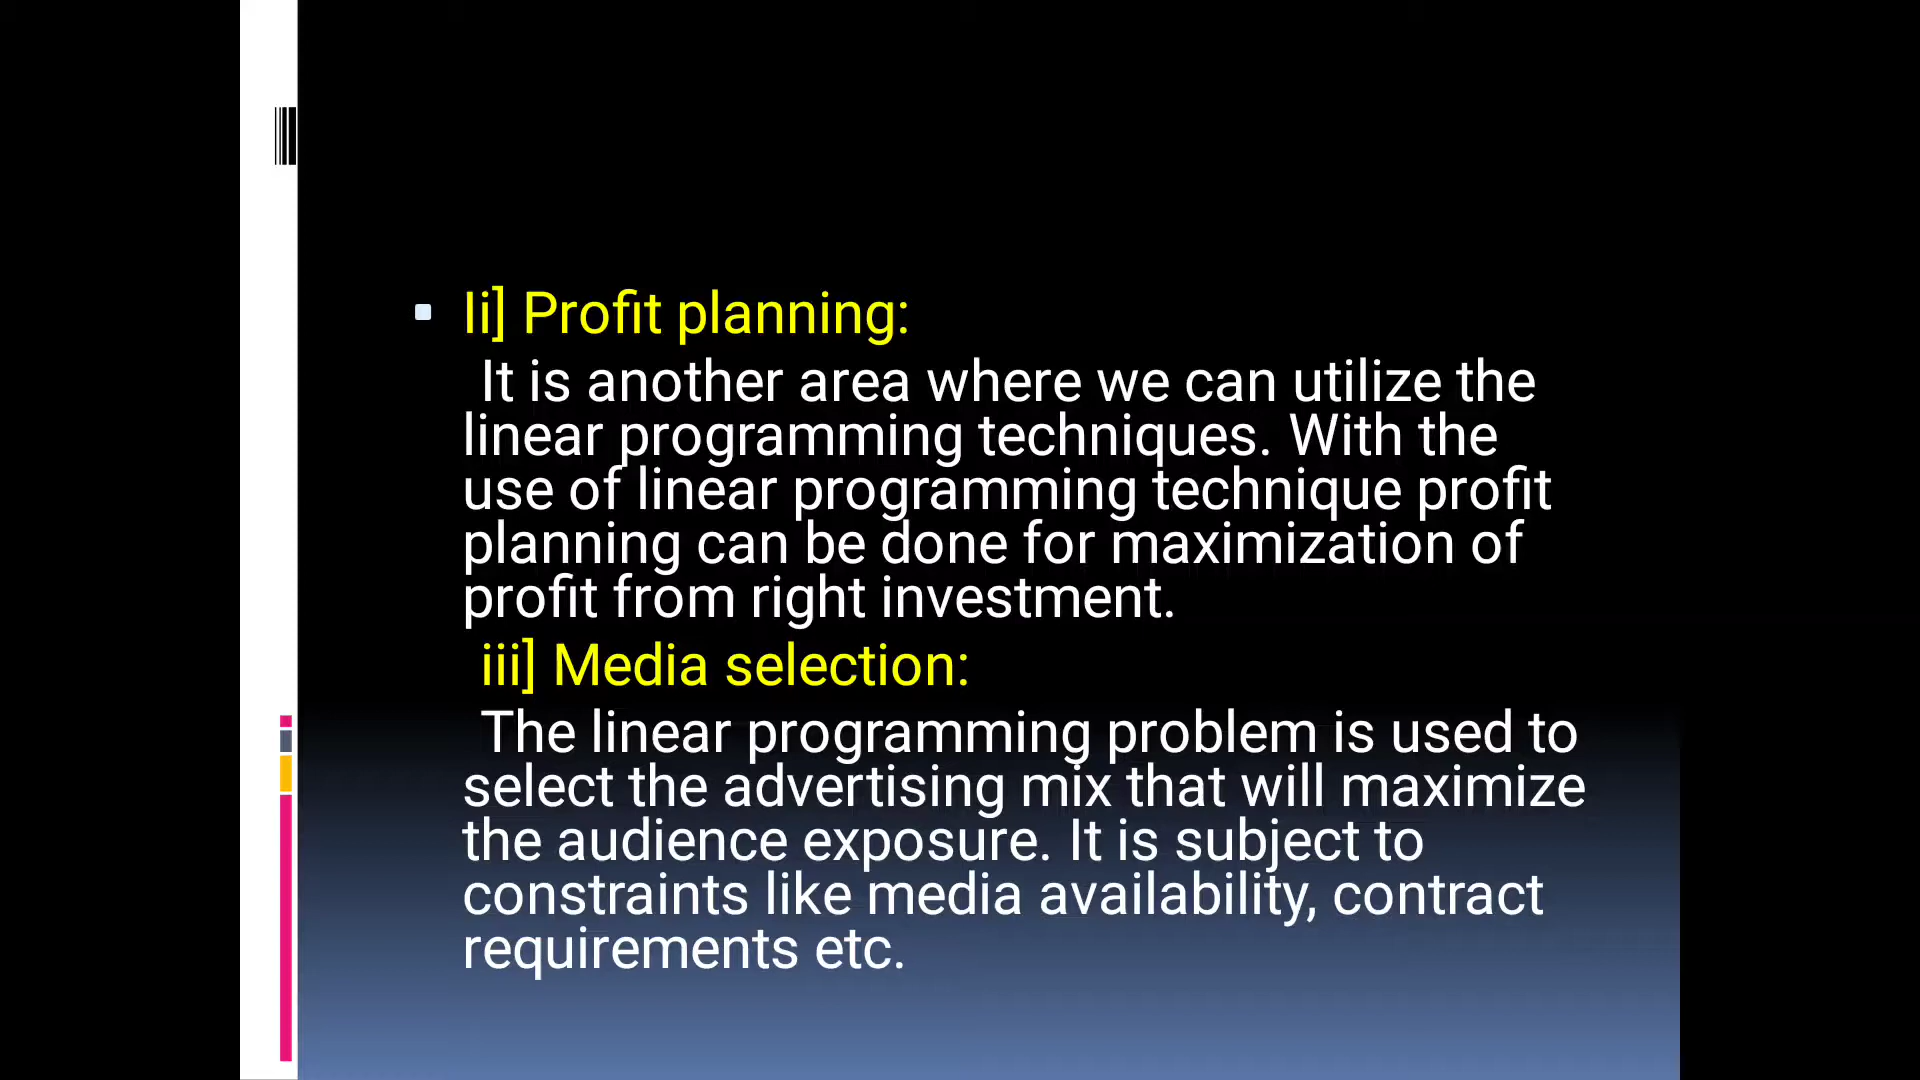 Ii] Profit planning:
It is another area where we can utilize the
linear programming techniques. With the
use of linear programming technique profit
planning can be done for maximization of
profit from right investment.
iii] Media selection:
The linear programming problem is used to
select the advertising mix that will maximize
the audience exposure. It is subject to
constraints like media availability, contract
requirements etc.